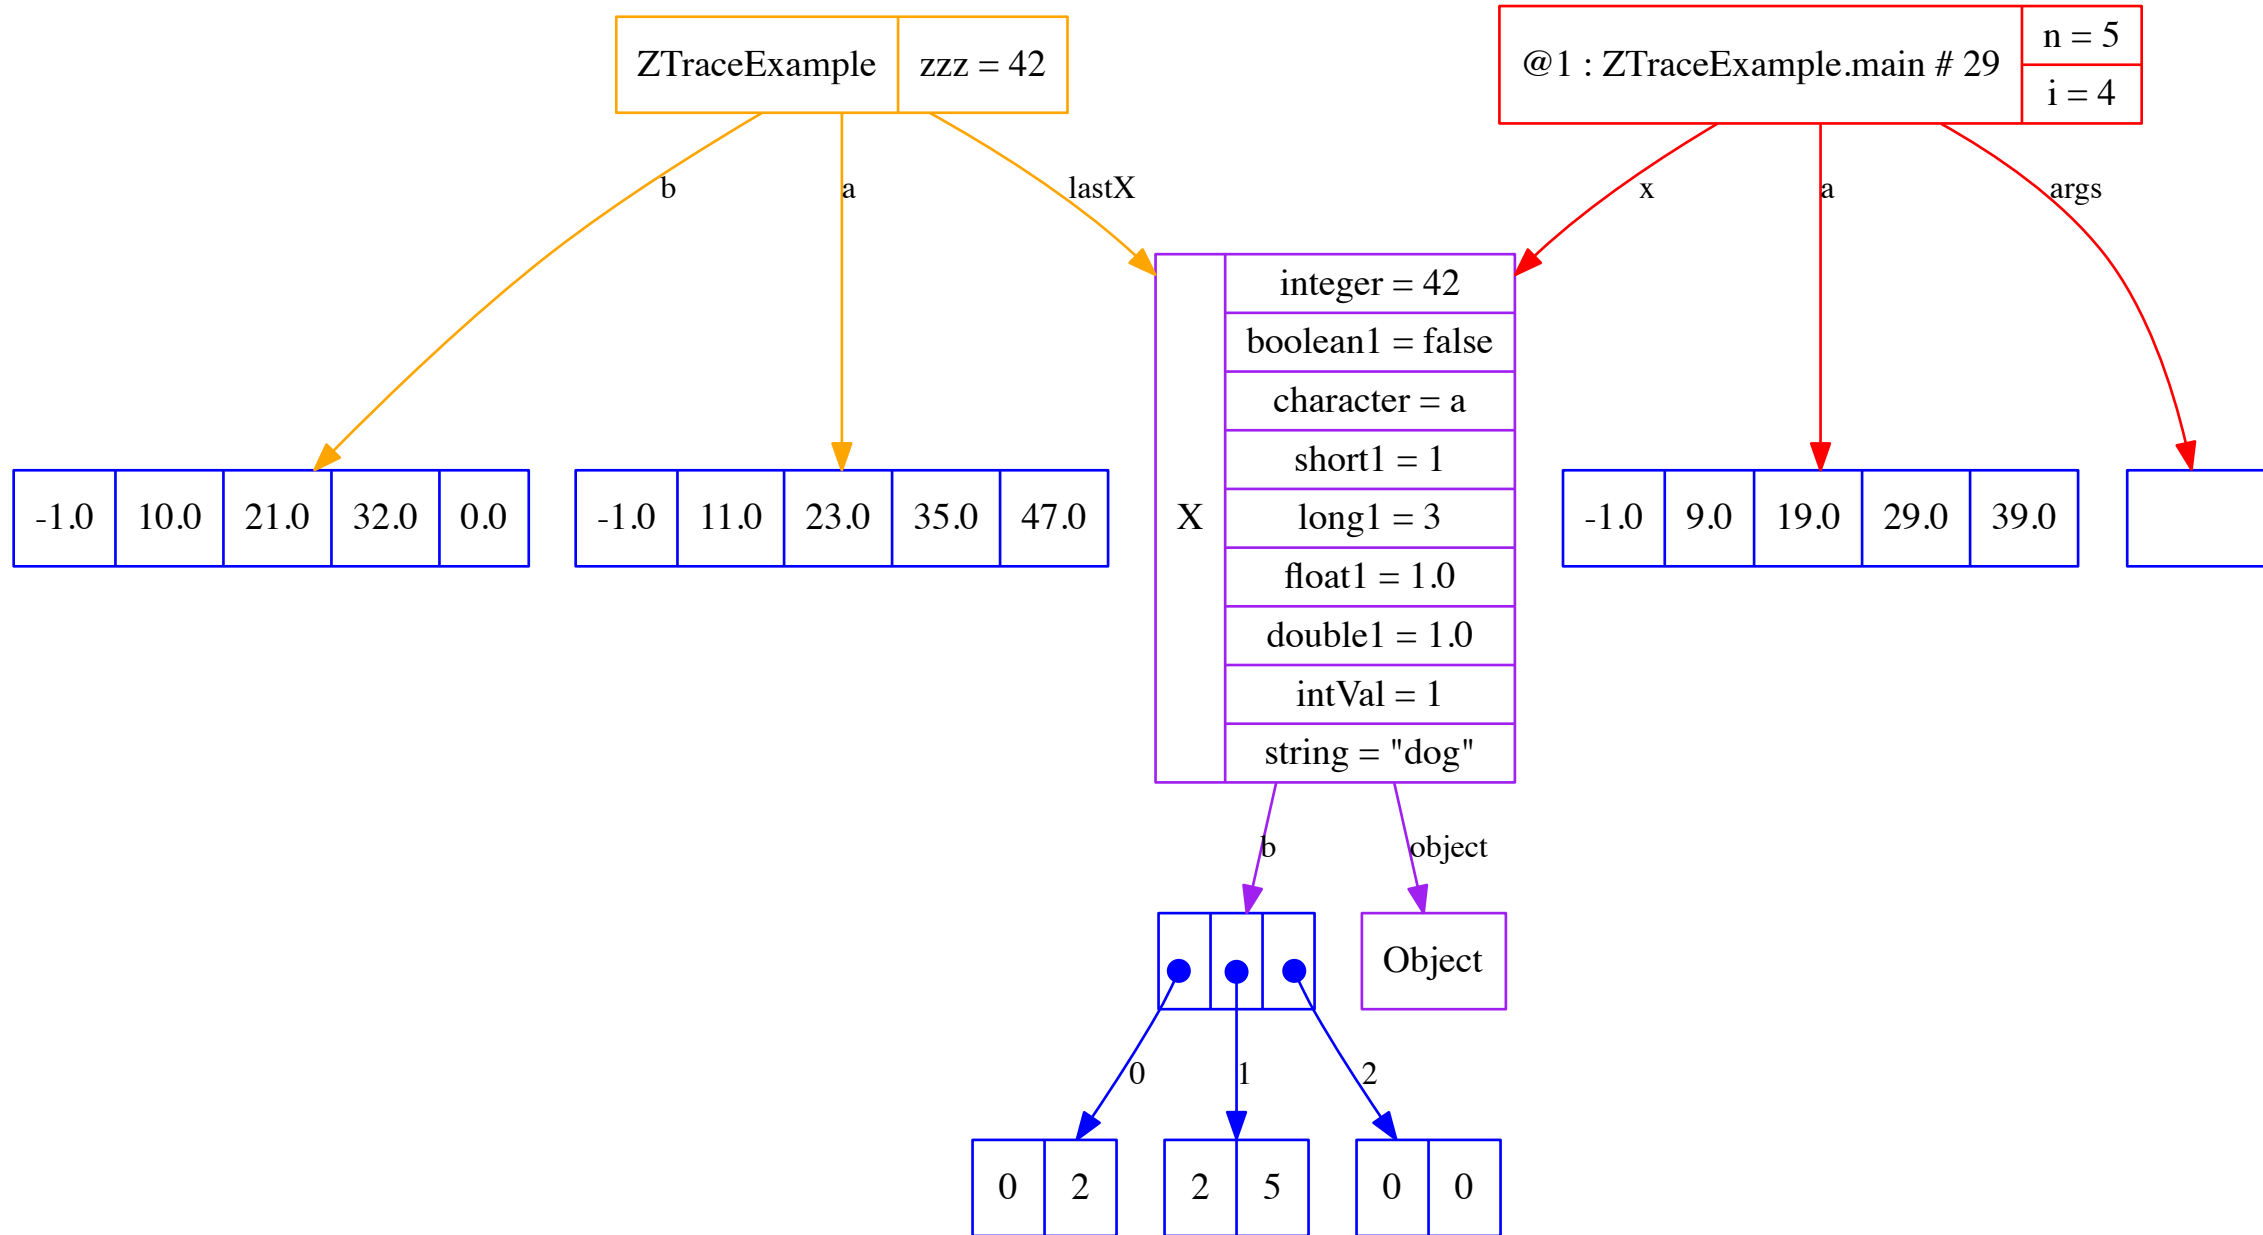 ZTraceExample
zzz = 42
@1 : ZTraceExample.main # 29
n = 5
i = 4
b
a
lastX
x
a
args
X
integer = 42
boolean1 = false
character = a
short1 = 1
long1 = 3
float1 = 1.0
double1 = 1.0
intVal = 1
string = "dog"
-1.0 10.0 21.0 32.0 0.0
-1.0 11.0 23.0 35.0 47.0
-1.0 9.0 19.0 29.0 39.0
b
object
Object
0
1
2
0 2
2 5
0 0